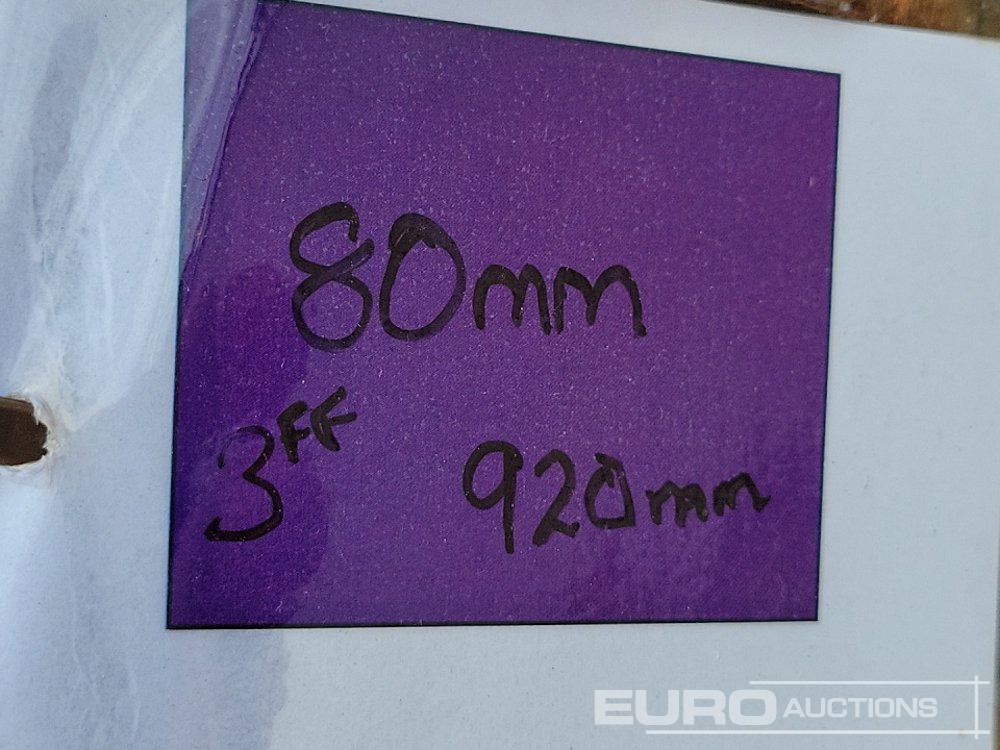 80mm
3FF 920mm
EURO AUCTIONS